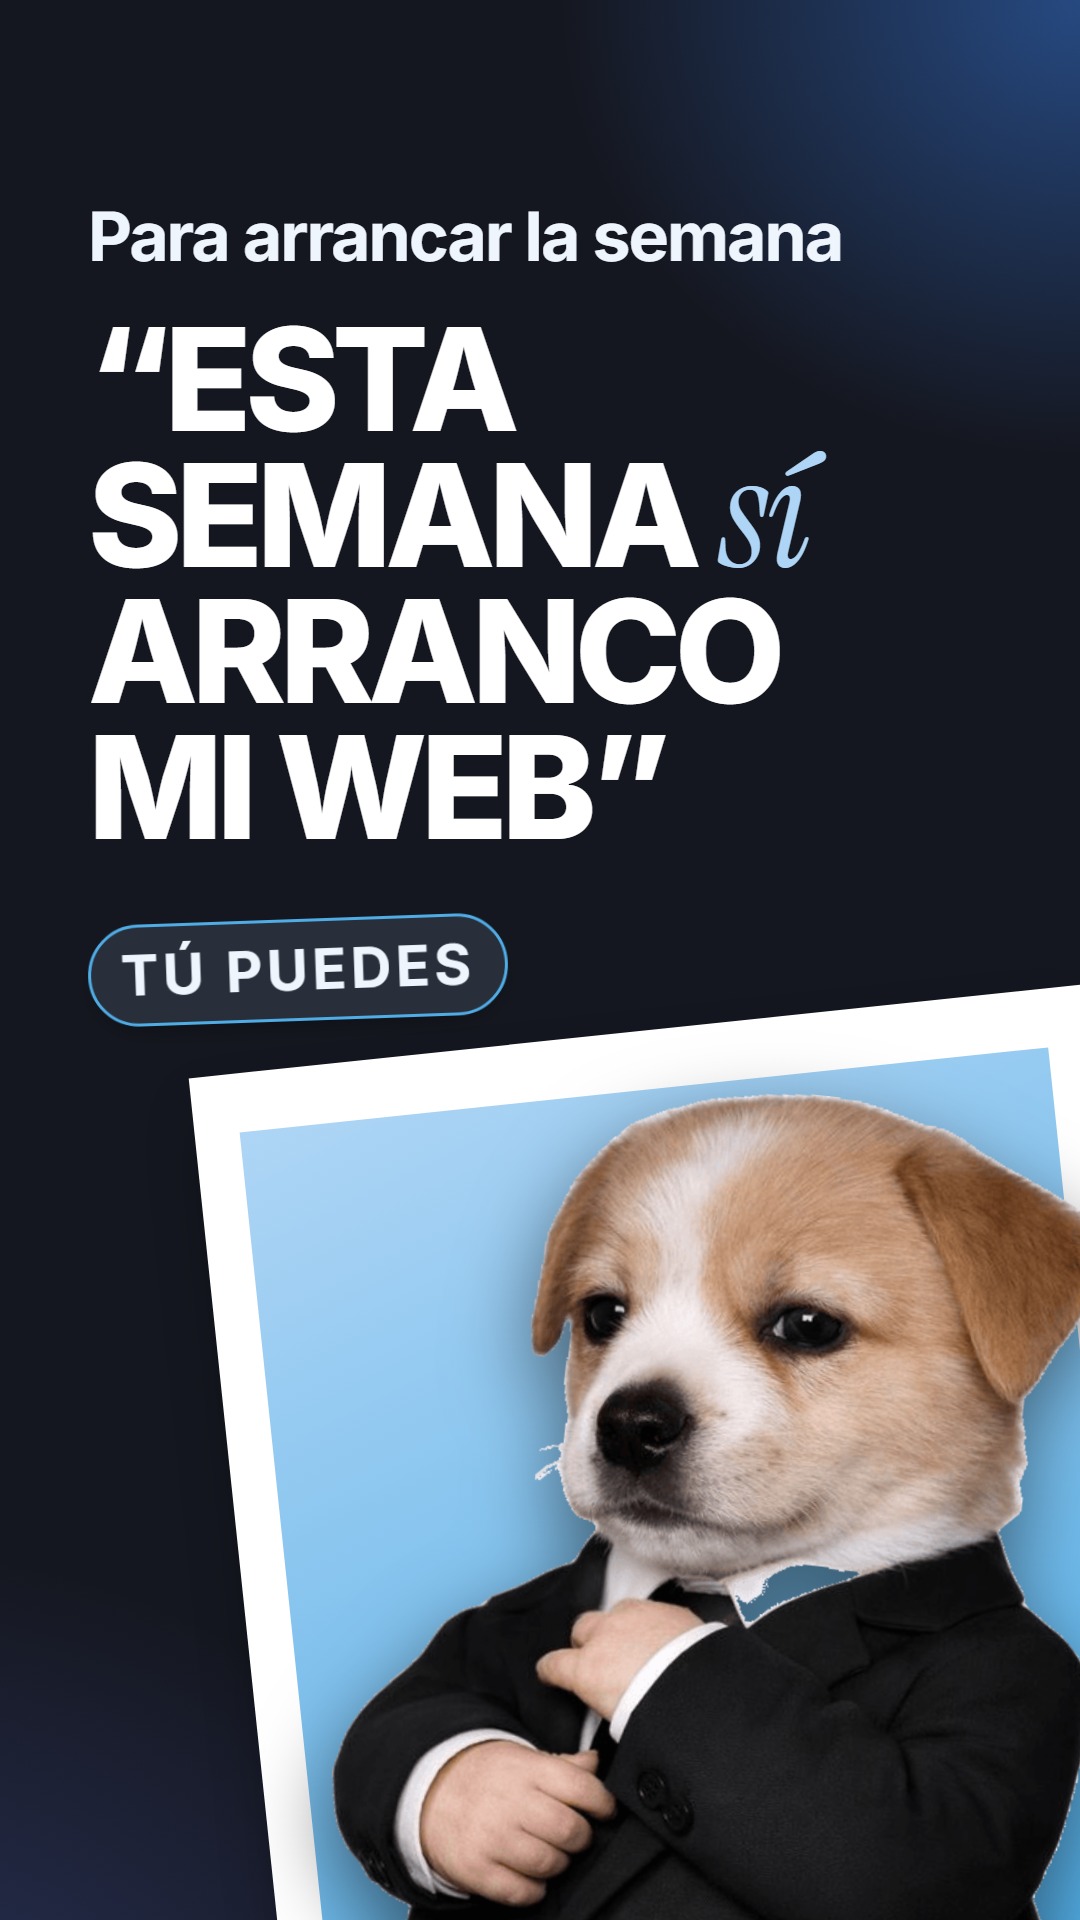 Para arrancar la semana
“ESTA
SEMANA sí
ARRANCO
MI WEB”
TÚ PUEDES